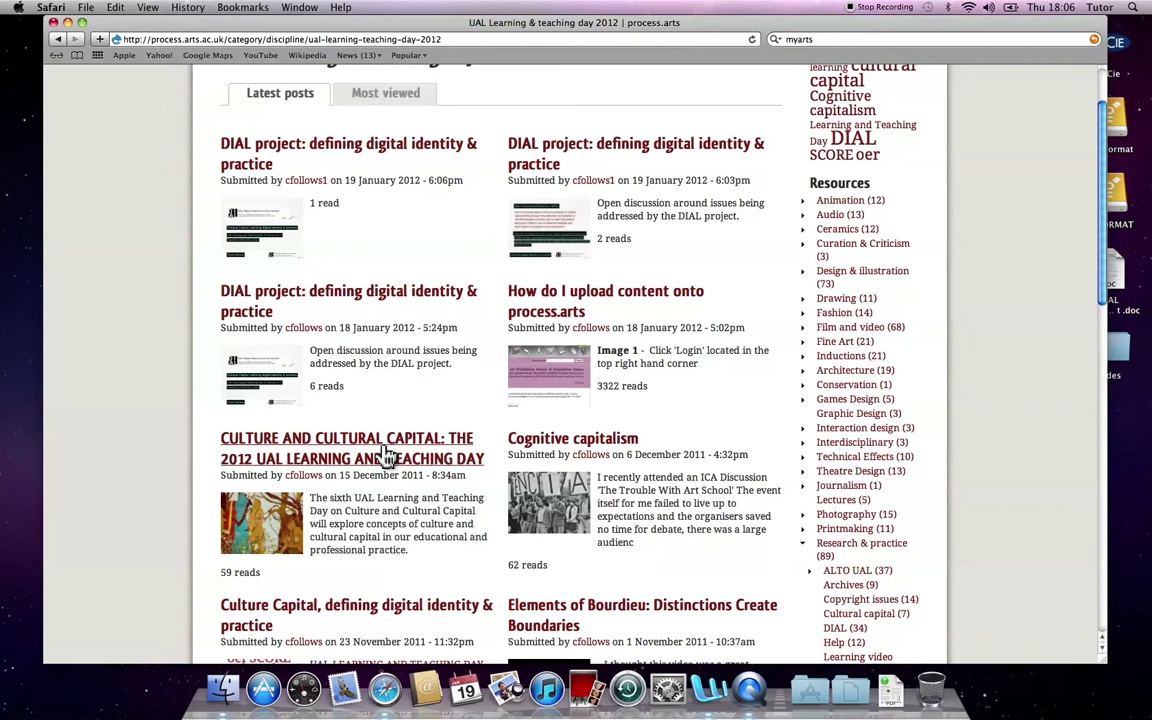 Safari File Edit View History Bookmarks Window Help
Stop Recording Thu 18:06 Tutor
UAL Learning & teaching day 2012 | process.arts
http://process.arts.ac.uk/category/discipline/ual-learning-teaching-day-2012
myarts
Apple Yahoo! Google Maps YouTube Wikipedia News (13) Popular
Latest posts Most viewed
DIAL project: defining digital identity &
practice
Submitted by cfollows1 on 19 January 2012 - 6:06pm
1 read
DIAL project: defining digital identity &
practice
Submitted by cfollows1 on 19 January 2012 - 6:03pm
Open discussion around issues being
addressed by the DIAL project.
2 reads
DIAL project: defining digital identity &
practice
Submitted by cfollows on 18 January 2012 - 5:24pm
Open discussion around issues being
addressed by the DIAL project.
6 reads
How do I upload content onto
process.arts
Submitted by cfollows on 18 January 2012 - 5:02pm
Image 1 - Click 'Login' located in the
top right hand corner
3322 reads
CULTURE AND CULTURAL CAPITAL: THE
2012 UAL LEARNING AND TEACHING DAY
Submitted by cfollows on 15 December 2011 - 8:34am
The sixth UAL Learning and Teaching
Day on Culture and Cultural Capital
will explore concepts of culture and
cultural capital in our educational and
professional practice.
59 reads
Cognitive capitalism
Submitted by cfollows on 6 December 2011 - 4:32pm
I recently attended an ICA Discussion
'The Trouble With Art School' The event
itself for me failed to live up to
expectations and the organisers saved
no time for debate, there was a large
audienc
62 reads
Culture Capital, defining digital identity &
practice
Submitted by cfollows on 23 November 2011 - 11:32pm
Elements of Bourdieu: Distinctions Create
Boundaries
Submitted by cfollows on 1 November 2011 - 10:37am
learning cultural
capital
Cognitive
capitalism
Learning and Teaching
Day DIAL
SCORE oer
Resources
Animation (12)
Audio (13)
Ceramics (12)
Curation & Criticism
(3)
Design & illustration
(73)
Drawing (11)
Fashion (14)
Film and video (68)
Fine Art (21)
Inductions (21)
Architecture (19)
Conservation (1)
Games Design (5)
Graphic Design (3)
Interaction design (3)
Interdisciplinary (3)
Technical Effects (10)
Theatre Design (13)
Journalism (1)
Lectures (5)
Photography (15)
Printmaking (11)
Research & practice
(89)
ALTO UAL (37)
Archives (9)
Copyright issues (14)
Cultural capital (7)
DIAL (34)
Help (12)
Learning video